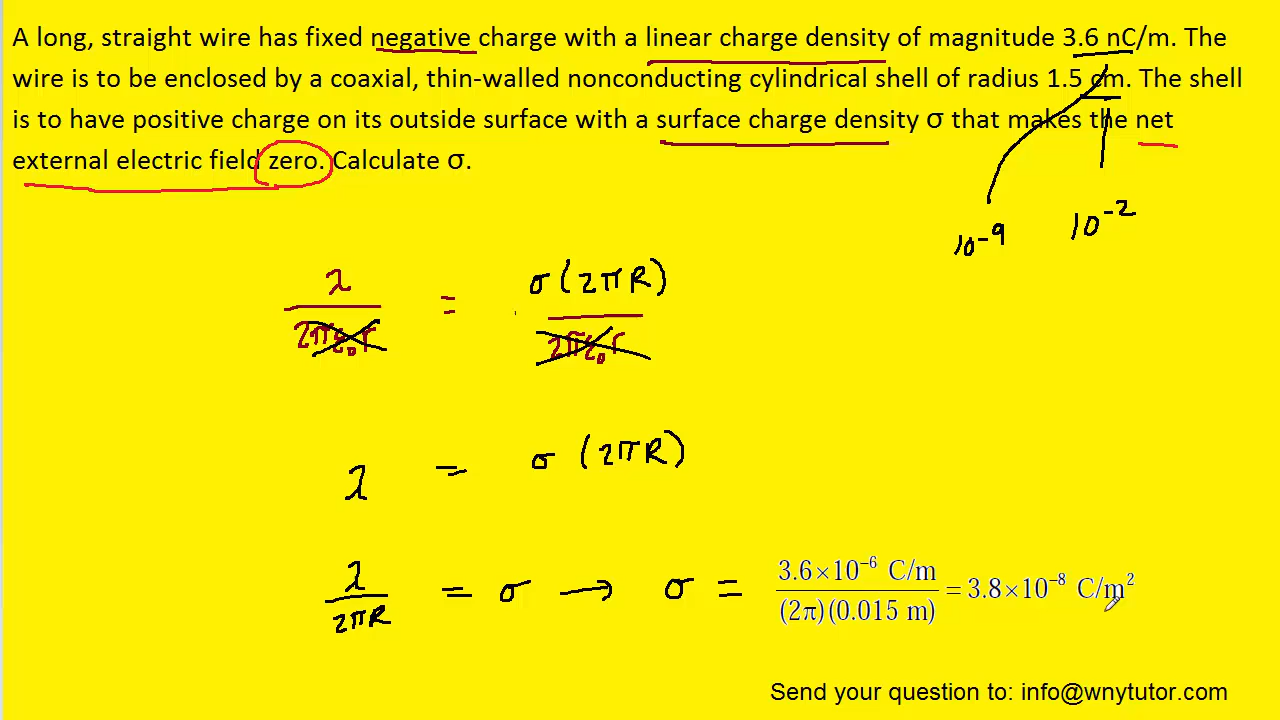 A long, straight wire has fixed negative charge with a linear charge density of magnitude 3.6 nC/m. The
wire is to be enclosed by a coaxial, thin-walled nonconducting cylindrical shell of radius 1.5 cm. The shell
is to have positive charge on its outside surface with a surface charge density σ that makes the net
external electric field zero. Calculate σ.
10⁻⁹ 10⁻²
λ/(2πε₀r) = σ(2πR)/(2πε₀r)
λ = σ (2πR)
λ/(2πR) = σ → σ = 3.6×10⁻⁶ C/m / (2π)(0.015 m) = 3.8×10⁻⁸ C/m²
Send your question to: info@wnytutor.com